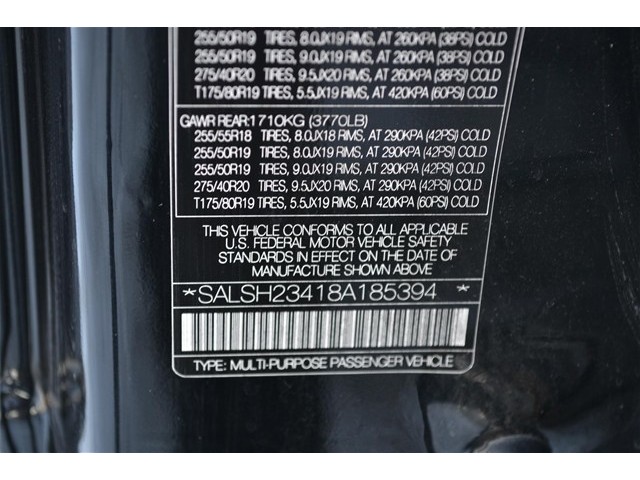 255/50R19 TIRES, 8.0JX19 RIMS, AT 260KPA (38PSI) COLD
255/50R19 TIRES, 9.0JX19 RIMS, AT 260KPA (38PSI) COLD
275/40R20 TIRES, 9.5JX20 RIMS, AT 260KPA (38PSI) COLD
T175/80R19 TIRES, 5.5JX19 RIMS, AT 420KPA (60PSI) COLD
GAWR REAR:1710KG (3770LB)
255/55R18 TIRES, 8.0JX18 RIMS, AT 290KPA (42PSI) COLD
255/50R19 TIRES, 8.0JX19 RIMS, AT 290KPA (42PSI) COLD
255/50R19 TIRES, 9.0JX19 RIMS, AT 290KPA (42PSI) COLD
275/40R20 TIRES, 9.5JX20 RIMS, AT 290KPA (42PSI) COLD
T175/80R19 TIRES, 5.5JX19 RIMS, AT 420KPA (60PSI) COLD
THIS VEHICLE CONFORMS TO ALL APPLICABLE
U.S. FEDERAL MOTOR VEHICLE SAFETY
STANDARDS IN EFFECT ON THE DATE OF
MANUFACTURE SHOWN ABOVE
*SALSH23418A185394 *
TYPE: MULTI-PURPOSE PASSENGER VEHICLE